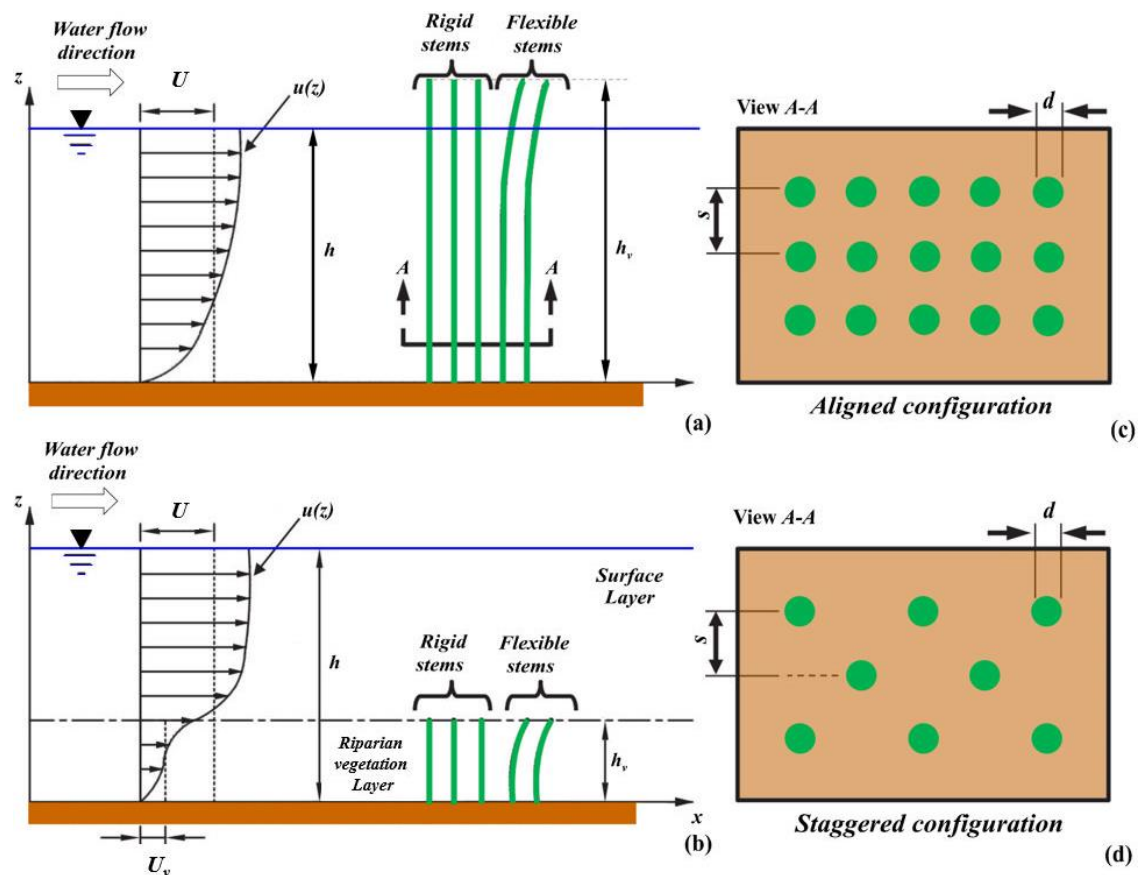 Water flow
direction
z
U
u(z)
Rigid
stems
Flexible
stems
h
h_v
A
A
(a)
View A-A
d
s
Aligned configuration
(c)
Water flow
direction
z
U
u(z)
Surface
Layer
h
Rigid
stems
Flexible
stems
Riparian
vegetation
Layer
h_v
x
U_v
(b)
View A-A
d
s
Staggered configuration
(d)